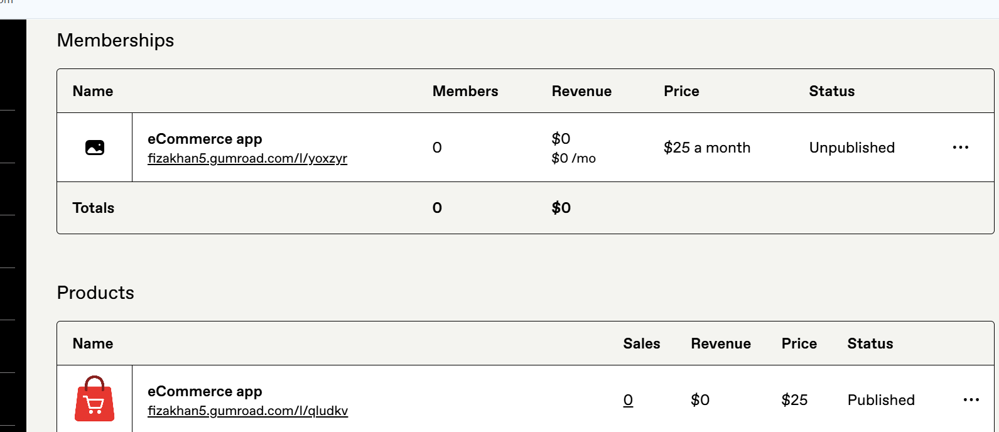 Memberships
Name Members Revenue Price Status
eCommerce app
fizakhan5.gumroad.com/l/yoxzyr
0
$0
$0 /mo
$25 a month
Unpublished
Totals 0 $0
Products
Name Sales Revenue Price Status
eCommerce app
fizakhan5.gumroad.com/l/qludkv
0 $0 $25 Published